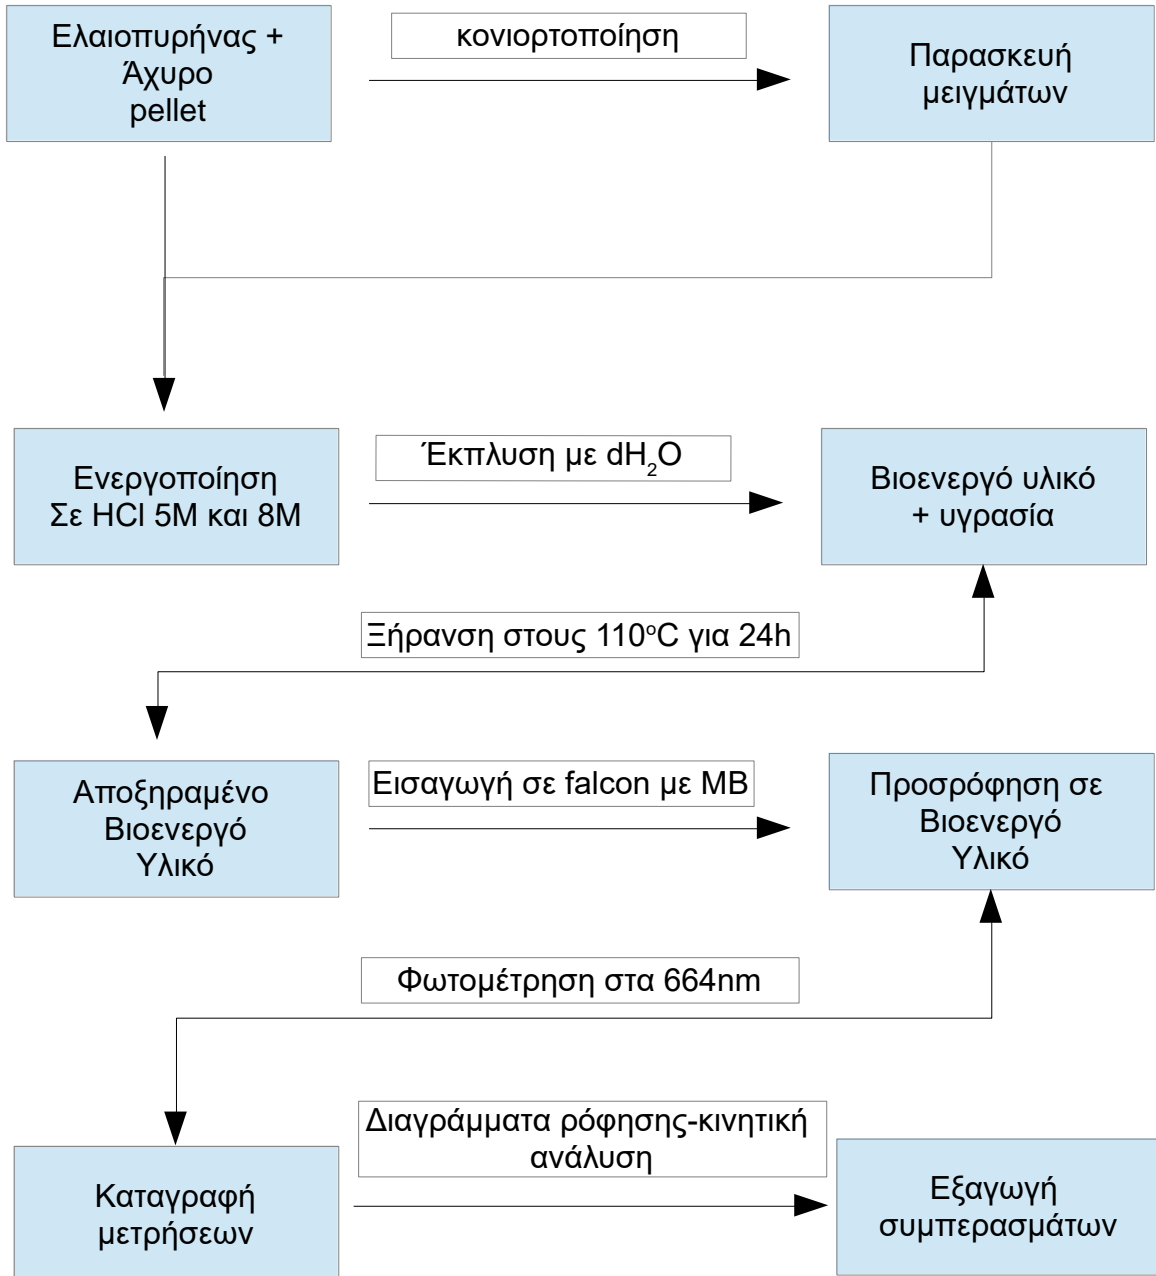 Ελαιοπυρήνας +
Άχυρο
pellet
κονιορτοποίηση
Παρασκευή
μειγμάτων
Ενεργοποίηση
Σε HCl 5M και 8M
Έκπλυση με dH₂O
Βιοενεργό υλικό
+ υγρασία
Ξήρανση στους 110ᵒC για 24h
Αποξηραμένο
Βιοενεργό
Υλικό
Εισαγωγή σε falcon με MB
Προσρόφηση σε
Βιοενεργό
Υλικό
Φωτομέτρηση στα 664nm
Καταγραφή
μετρήσεων
Διαγράμματα ρόφησης-κινητική
ανάλυση
Εξαγωγή
συμπερασμάτων